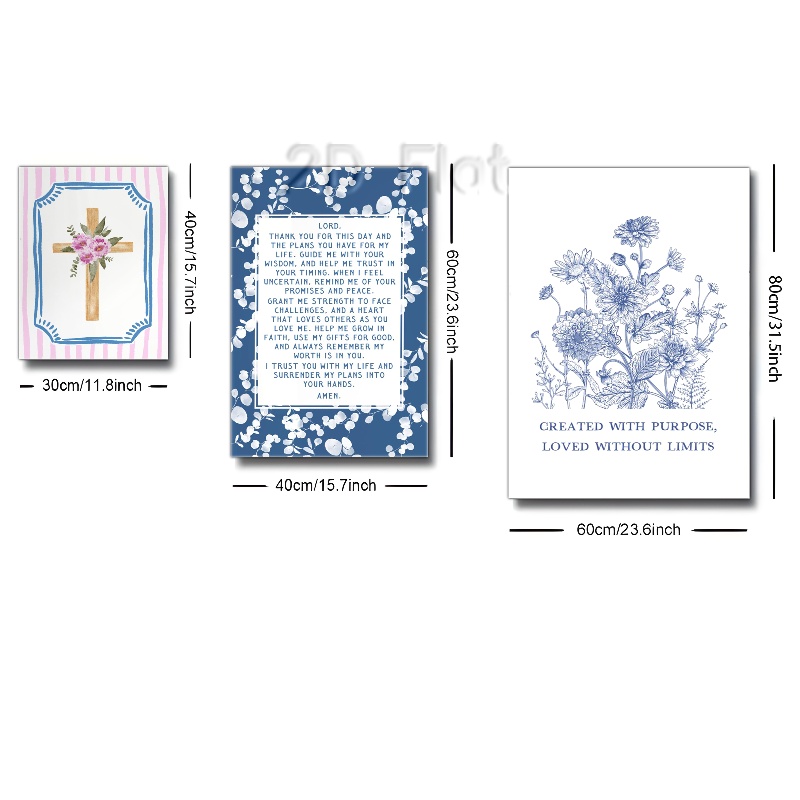 2D Flat
LORD,
THANK YOU FOR THIS DAY AND
THE PLANS YOU HAVE FOR MY
LIFE. GUIDE ME WITH YOUR
WISDOM, AND HELP ME TRUST IN
YOUR TIMING. WHEN I FEEL
UNCERTAIN, REMIND ME OF YOUR
PROMISES AND PEACE.
GRANT ME STRENGTH TO FACE
CHALLENGES, AND A HEART
THAT LOVES OTHERS AS YOU
LOVE ME. HELP ME GROW IN
FAITH, USE MY GIFTS FOR GOOD,
AND ALWAYS REMEMBER MY
WORTH IS IN YOU.
I TRUST YOU WITH MY LIFE AND
SURRENDER MY PLANS INTO
YOUR HANDS.
AMEN.
CREATED WITH PURPOSE,
LOVED WITHOUT LIMITS
40cm/15.7inch
30cm/11.8inch
60cm/23.6inch
40cm/15.7inch
80cm/31.5inch
60cm/23.6inch